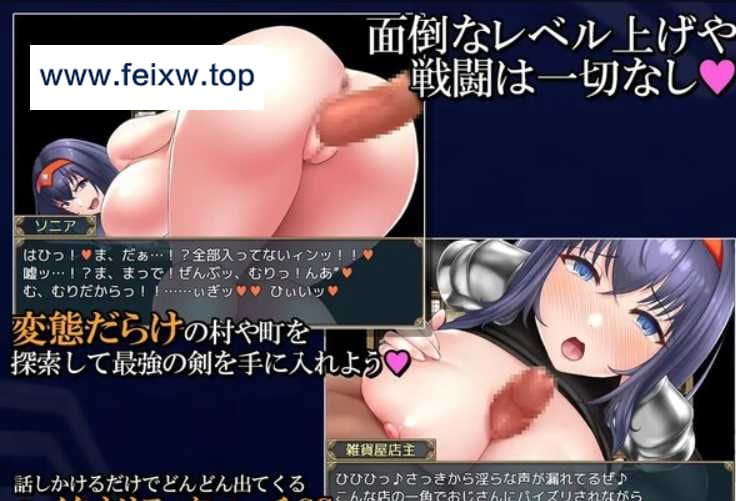 面倒なレベル上げや
戦闘は一切なし♥
www.feixw.top
ソニア
はひっ！♥ま、だぁ…！？全部入ってないィンッ！！♥
嘘ッ…！？ま、まっで！ぜんぶッ、むりっ！んあ"♥
む、むりだからっ！！……ぃぎッ♥♥ ひぃいッ♥
変態だらけの村や町を
探索して最強の剣を手に入れよう♥
雑貨屋店主
ひひひっ♪さっきから淫らな声が漏れてるぜ♪
こんな店の一角でおじさんにパイズリされながら
話しかけるだけでどんどん出てくる